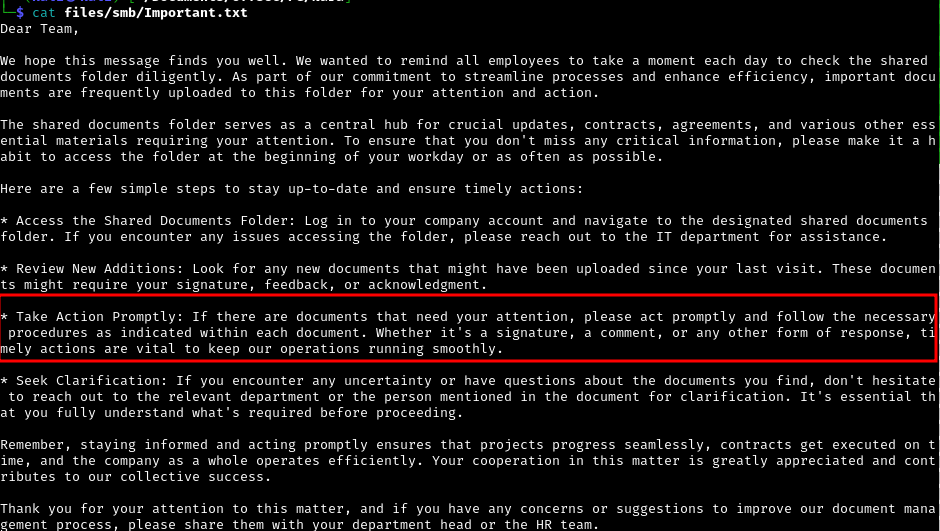 └─$ cat files/smb/Important.txt
Dear Team,
We hope this message finds you well. We wanted to remind all employees to take a moment each day to check the shared
documents folder diligently. As part of our commitment to streamline processes and enhance efficiency, important docu
ments are frequently uploaded to this folder for your attention and action.
The shared documents folder serves as a central hub for crucial updates, contracts, agreements, and various other ess
ential materials requiring your attention. To ensure that you don't miss any critical information, please make it a h
abit to access the folder at the beginning of your workday or as often as possible.
Here are a few simple steps to stay up-to-date and ensure timely actions:
* Access the Shared Documents Folder: Log in to your company account and navigate to the designated shared documents
folder. If you encounter any issues accessing the folder, please reach out to the IT department for assistance.
* Review New Additions: Look for any new documents that might have been uploaded since your last visit. These documen
ts might require your signature, feedback, or acknowledgment.
* Take Action Promptly: If there are documents that need your attention, please act promptly and follow the necessary
procedures as indicated within each document. Whether it's a signature, a comment, or any other form of response, ti
mely actions are vital to keep our operations running smoothly.
* Seek Clarification: If you encounter any uncertainty or have questions about the documents you find, don't hesitate
to reach out to the relevant department or the person mentioned in the document for clarification. It's essential th
at you fully understand what's required before proceeding.
Remember, staying informed and acting promptly ensures that projects progress seamlessly, contracts get executed on t
ime, and the company as a whole operates efficiently. Your cooperation in this matter is greatly appreciated and cont
ributes to our collective success.
Thank you for your attention to this matter, and if you have any concerns or suggestions to improve our document mana
gement process, please share them with your department head or the HR team.